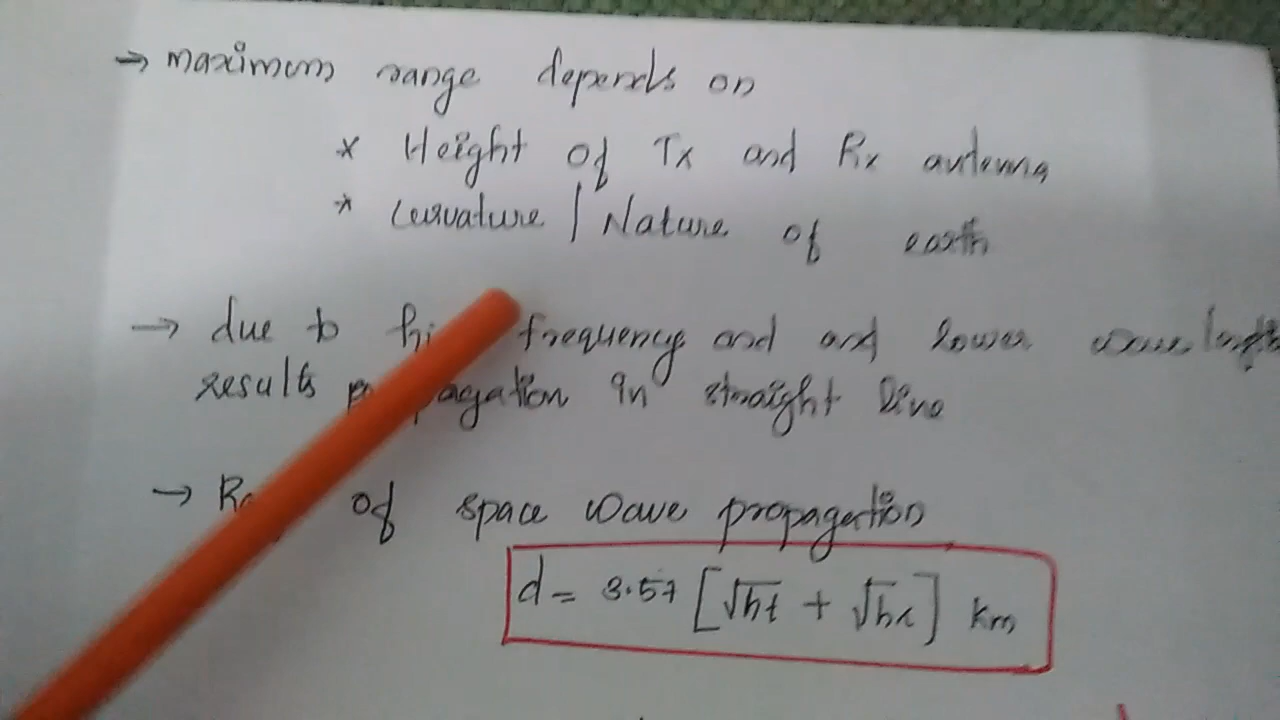 → maximum range depends on
* Height of Tx and Rx antenna
* Curvature / Nature of earth
→ due to frequency and and lower
results in straight line
→ of space wave propagation
d = 3.57 [√ht + √hr] km